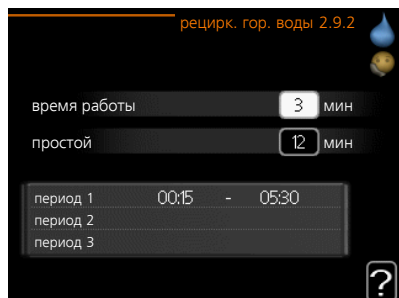 рецирк. гор. воды 2.9.2
время работы 3 мин
простой 12 мин
период 1 00:15 - 05:30
период 2
период 3
?